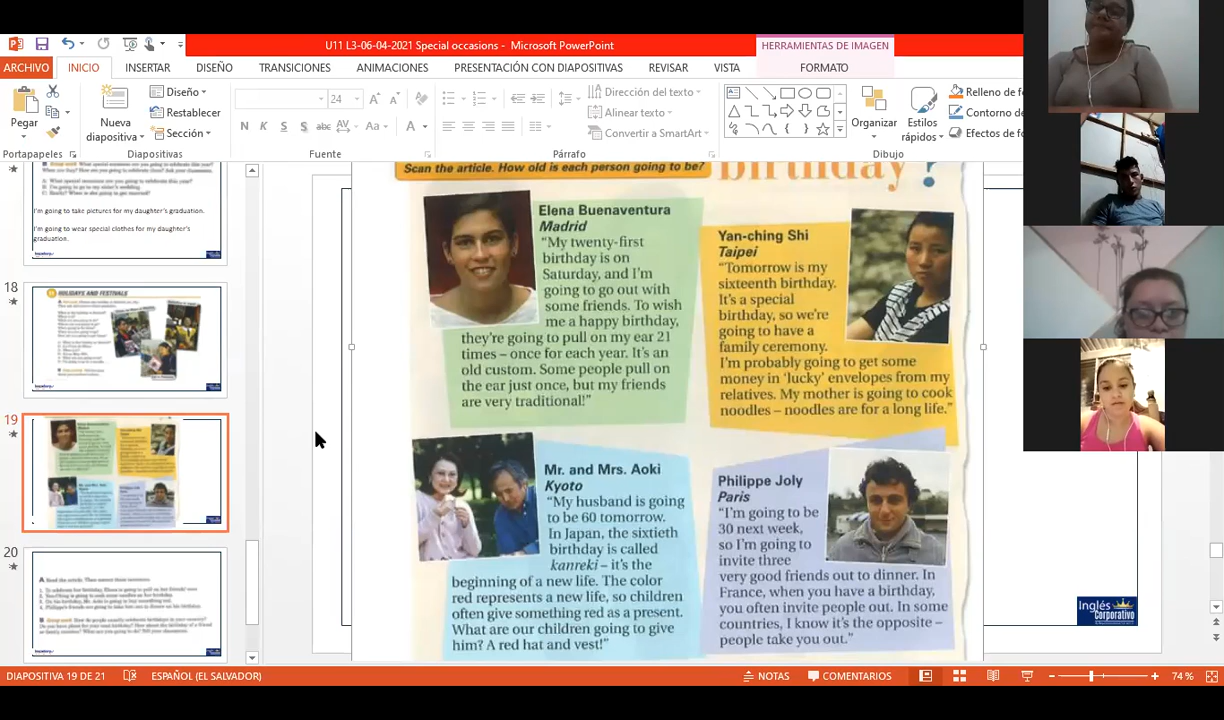 U11 L3-06-04-2021 Special occasions - Microsoft PowerPoint
HERRAMIENTAS DE IMAGEN
ARCHIVO INICIO INSERTAR DISEÑO TRANSICIONES ANIMACIONES PRESENTACIÓN CON DIAPOSITIVAS REVISAR VISTA FORMATO
Pegar
Nueva
diapositiva
Diseño
Restablecer
Sección
24
N K S S abc AV Aa A
Dirección del texto
Alinear texto
Convertir a SmartArt
Organizar
Estilos
rápidos
Relleno de
Contorno de
Efectos de
Portapapeles Diapositivas Fuente Párrafo Dibujo
I'm going to take pictures for my daughter's graduation.
I'm going to wear special clothes for my daughter's
graduation.
18
HOLIDAYS AND FESTIVALS
19
20
Scan the article. How old is each person going to be?
birthday?
Elena Buenaventura
Madrid
"My twenty-first
birthday is on
Saturday, and I'm
going to go out with
some friends. To wish
me a happy birthday,
they're going to pull on my ear 21
times – once for each year. It's an
old custom. Some people pull on
the ear just once, but my friends
are very traditional!"
Yan-ching Shi
Taipei
"Tomorrow is my
sixteenth birthday.
It's a special
birthday, so we're
going to have a
family ceremony.
I'm probably going to get some
money in 'lucky' envelopes from my
relatives. My mother is going to cook
noodles – noodles are for a long life."
Mr. and Mrs. Aoki
Kyoto
"My husband is going
to be 60 tomorrow.
In Japan, the sixtieth
birthday is called
kanreki – it's the
beginning of a new life. The color
red represents a new life, so children
often give something red as a present.
What are our children going to give
him? A red hat and vest!"
Philippe Joly
Paris
"I'm going to be
30 next week,
so I'm going to
invite three
very good friends out to dinner. In
France, when you have a birthday,
you often invite people out. In some
countries, I know it's the opposite –
people take you out."
Inglés
Corporativo
DIAPOSITIVA 19 DE 21 ESPAÑOL (EL SALVADOR) NOTAS COMENTARIOS 74 %